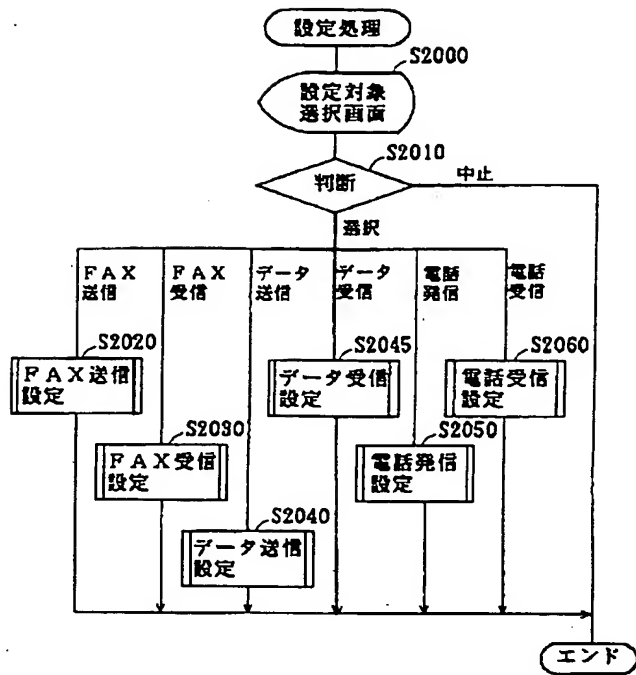 設定処理
S2000
設定対象
選択画面
S2010
判断
中止
選択
FAX
送信
FAX
受信
データ
送信
データ
受信
電話
発信
電話
受信
S2020
FAX送信
設定
S2045
データ受信
設定
S2060
電話受信
設定
S2030
FAX受信
設定
S2050
電話発信
設定
S2040
データ送信
設定
エンド